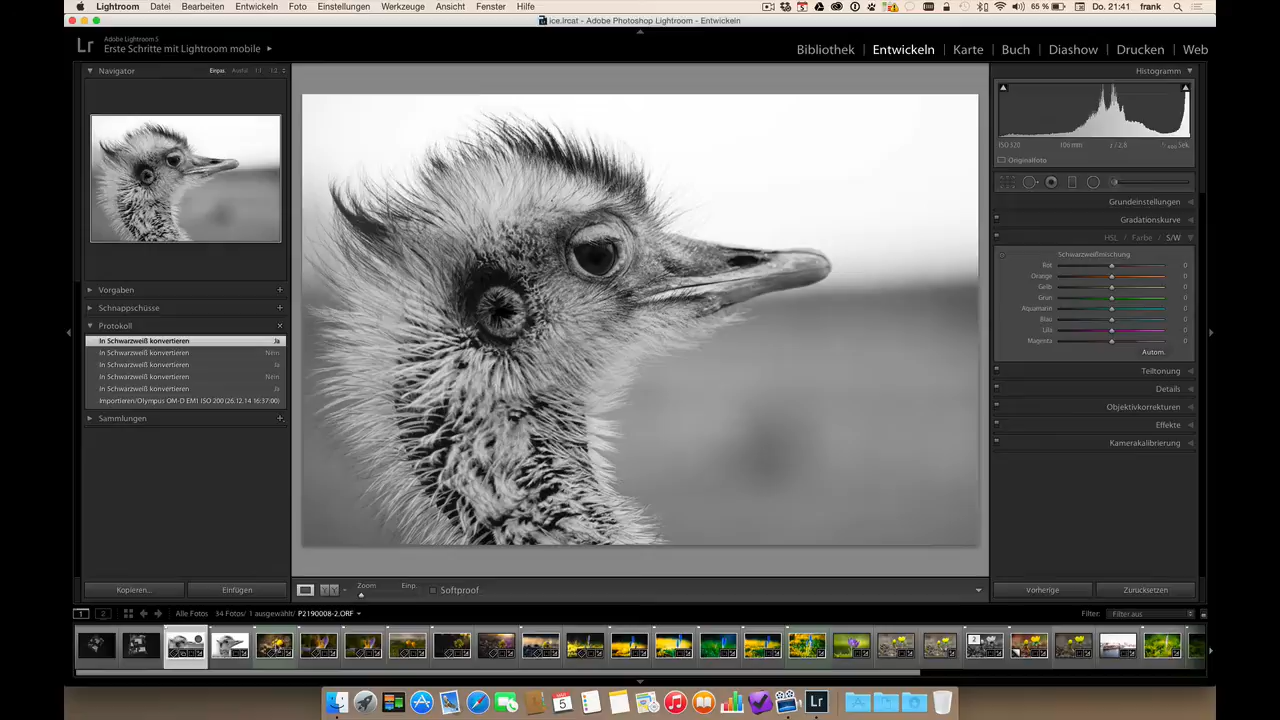 Lightroom Datei Bearbeiten Entwickeln Foto Einstellungen Werkzeuge Ansicht Fenster Hilfe 65 % Do. 21:41 frank
ice.lrcat - Adobe Photoshop Lightroom - Entwickeln
Lr Adobe Lightroom 5
Erste Schritte mit Lightroom mobile
Bibliothek | Entwickeln | Karte | Buch | Diashow | Drucken | Web
Navigator Einpas. Ausfül. 1:1 1:2
Histogramm
ISO 320 106 mm f / 2,8 Sek.
Originalfoto
Grundeinstellungen
Gradationskurve
HSL / Farbe / S/W
Schwarzweißmischung
Rot 0
Orange 0
Gelb 0
Grün 0
Aquamarin 0
Blau 0
Lila 0
Magenta 0
Autom.
Teiltonung
Details
Objektivkorrekturen
Effekte
Kamerakalibrierung
Vorgaben +
Schnappschüsse +
Protokoll ×
In Schwarzweiß konvertieren Ja
In Schwarzweiß konvertieren Nein
In Schwarzweiß konvertieren Ja
In Schwarzweiß konvertieren Nein
In Schwarzweiß konvertieren Ja
Importieren/Olympus OM-D EM1 ISO 200 (26.12.14 16:37:00)
Sammlungen +
Kopieren... Einfügen
Zoom Einp. Softproof
Vorherige Zurücksetzen
1 2 Alle Fotos 34 Fotos/ 1 ausgewählt/ P2190008-2.ORF
Filter: Filter aus
2
5
Lr